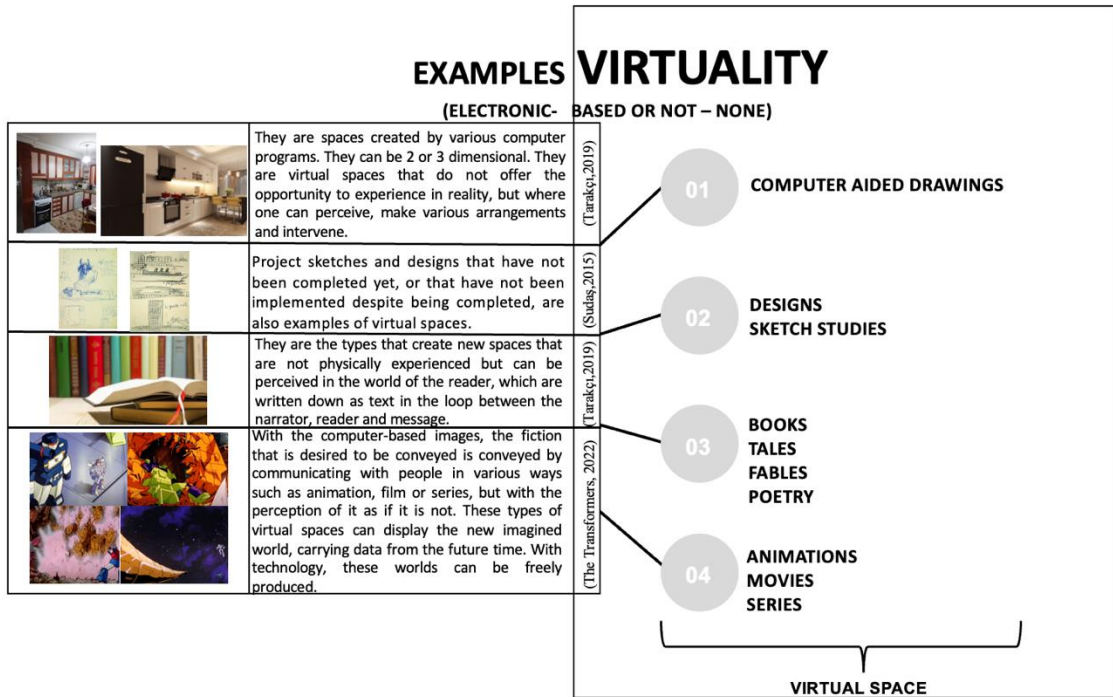 EXAMPLES VIRTUALITY
(ELECTRONIC- BASED OR NOT – NONE)
They are spaces created by various computer
programs. They can be 2 or 3 dimensional. They
are virtual spaces that do not offer the
opportunity to experience in reality, but where
one can perceive, make various arrangements
and intervene.
(Tarakçı,2019)
01
COMPUTER AIDED DRAWINGS
Project sketches and designs that have not
been completed yet, or that have not been
implemented despite being completed, are
also examples of virtual spaces.
(Sudaş,2015)
02
DESIGNS
SKETCH STUDIES
They are the types that create new spaces that
are not physically experienced but can be
perceived in the world of the reader, which are
written down as text in the loop between the
narrator, reader and message.
(Tarakçı,2019)
03
BOOKS
TALES
FABLES
POETRY
With the computer-based images, the fiction
that is desired to be conveyed is conveyed by
communicating with people in various ways
such as animation, film or series, but with the
perception of it as if it is not. These types of
virtual spaces can display the new imagined
world, carrying data from the future time. With
technology, these worlds can be freely
produced.
(The Transformers, 2022)
04
ANIMATIONS
MOVIES
SERIES
VIRTUAL SPACE